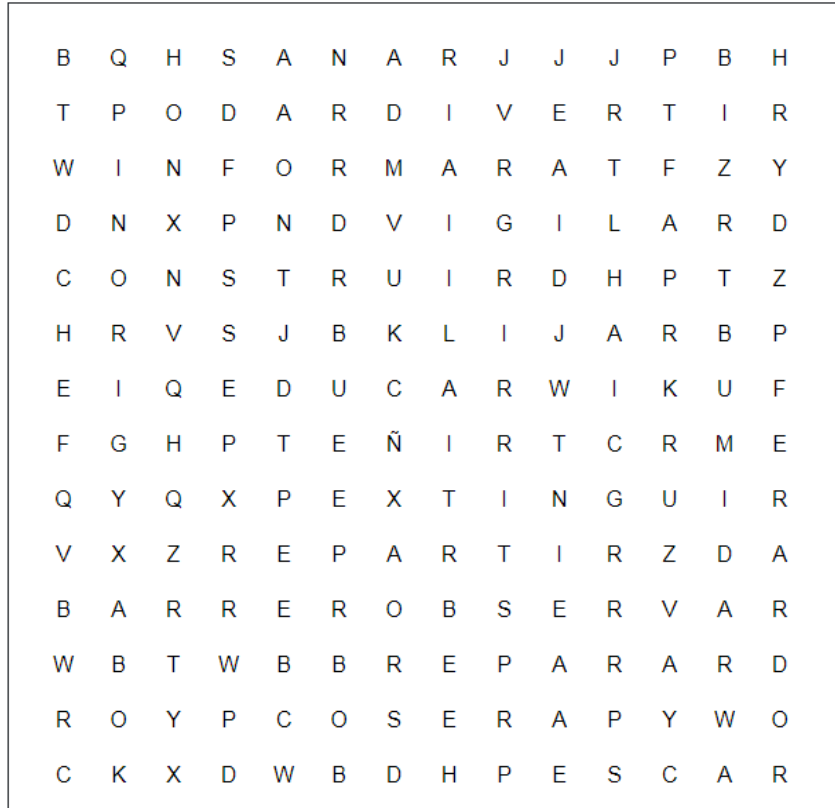 B Q H S A N A R J J J P B H
T P O D A R D I V E R T I R
W I N F O R M A R A T F Z Y
D N X P N D V I G I L A R D
C O N S T R U I R D H P T Z
H R V S J B K L I J A R B P
E I Q E D U C A R W I K U F
F G H P T E Ñ I R T C R M E
Q Y Q X P E X T I N G U I R
V X Z R E P A R T I R Z D A
B A R R E R O B S E R V A R
W B T W B B R E P A R A R D
R O Y P C O S E R A P Y W O
C K X D W B D H P E S C A R